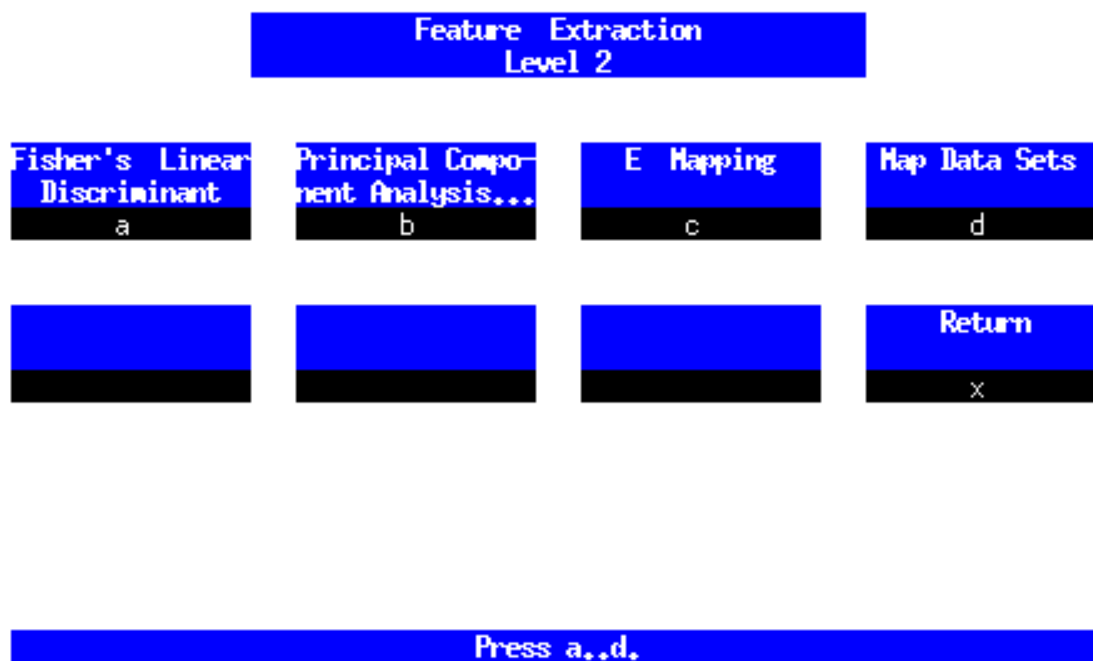 Feature Extraction
Level 2
Fisher's Linear
Discriminant
a
Principal Compo-
nent Analysis...
b
E Mapping
c
Map Data Sets
d
Return
x
Press a..d.